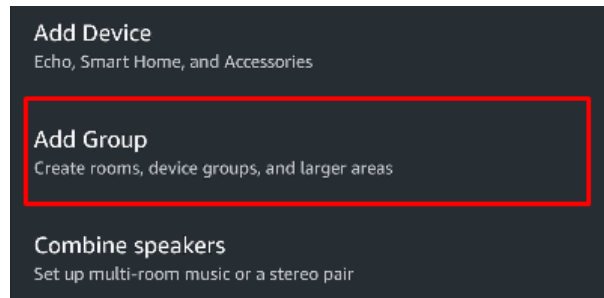 Add Device
Echo, Smart Home, and Accessories
Add Group
Create rooms, device groups, and larger areas
Combine speakers
Set up multi-room music or a stereo pair